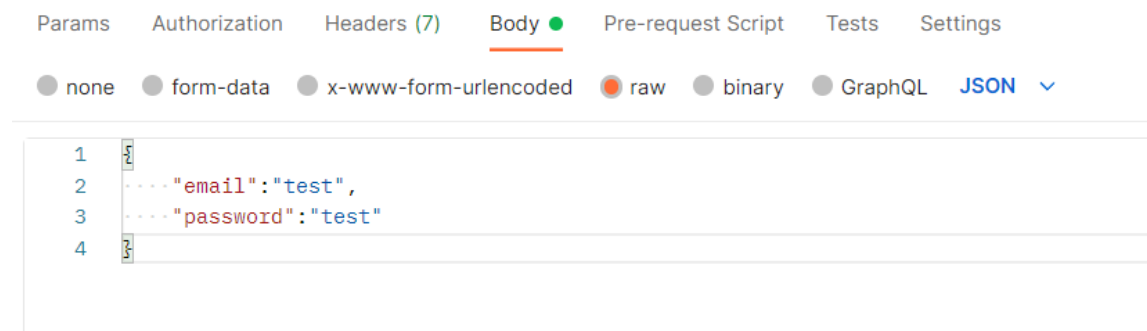 Params Authorization Headers (7) Body Pre-request Script Tests Settings
none form-data x-www-form-urlencoded raw binary GraphQL JSON
1 {
2 ····"email":"test",
3 ····"password":"test"
4 }